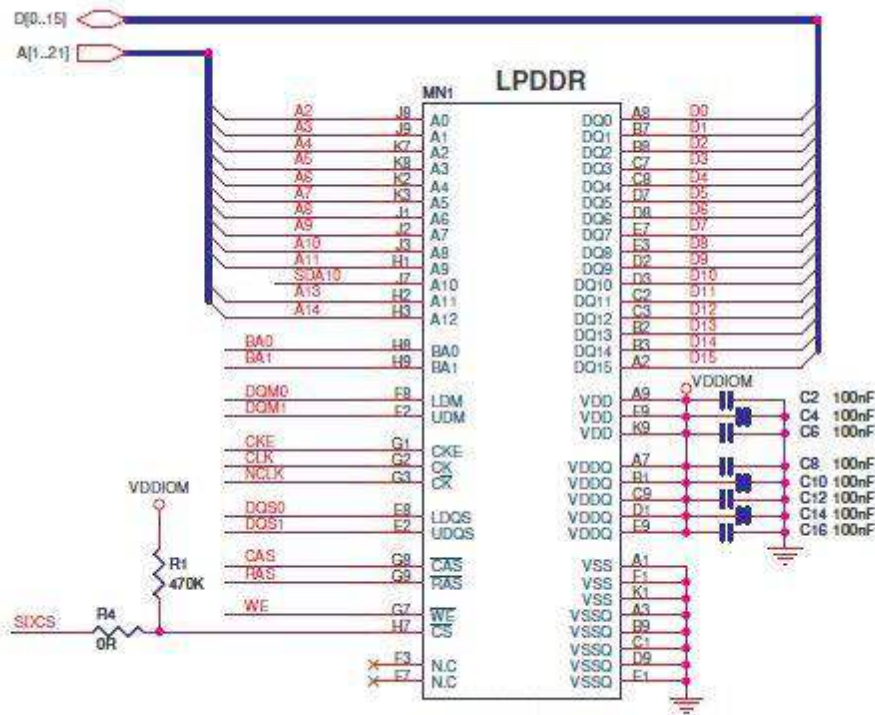 D[0..15]
A[1..21]
LPDDR
MN1
A2 J8 A0 DQ0 A8 D0
A3 J9 A1 DQ1 B7 D1
A4 K7 A2 DQ2 B8 D2
A5 K8 A3 DQ3 C7 D3
A6 K2 A4 DQ4 C8 D4
A7 K3 A5 DQ5 D7 D5
A8 J1 A6 DQ6 D8 D6
A9 J2 A7 DQ7 E7 D7
A10 J3 A8 DQ8 E3 D8
A11 H1 A9 DQ9 D2 D9
SDA10 J7 A10 DQ10 D3 D10
A13 H2 A11 DQ11 C2 D11
A14 H3 A12 DQ12 C3 D12
DQ13 B2 D13
BA0 H8 BA0 DQ14 B3 D14
BA1 H9 BA1 DQ15 A2 D15
VDDIOM
DQM0 F8 LDM VDD A9 C2 100nF
DQM1 F2 UDM VDD F9 C4 100nF
VDD K9 C6 100nF
CKE G1 CKE
CLK G2 CK VDDQ A7 C8 100nF
NCLK G3 CK VDDQ B1 C10 100nF
VDDIOM
VDDQ C9 C12 100nF
DQS0 E8 LDQS VDDQ D1 C14 100nF
DQS1 E2 UDQS VDDQ E9 C16 100nF
CAS G8 CAS VSS A1
R1
RAS G9 RAS VSS F1
470K
VSS K1
WE G7 WE VSSQ A3
R4
SDCS H7 CS VSSQ B9
0R
VSSQ C1
F3 N.C VSSQ D9
F7 N.C VSSQ E1